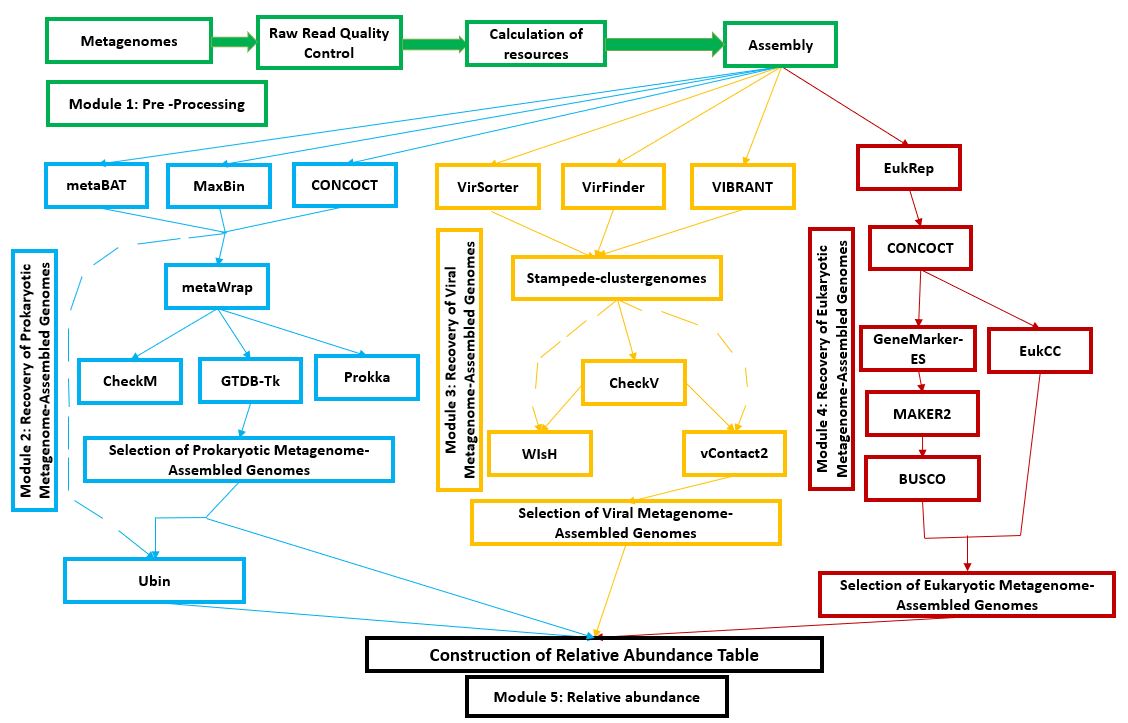 Metagenomes
Raw Read Quality
Control
Calculation of
resources
Assembly
Module 1: Pre -Processing
metaBAT
MaxBin
CONCOCT
VirSorter
VirFinder
VIBRANT
EukRep
CONCOCT
Module 2: Recovery of Prokaryotic
Metagenome-Assembled Genomes
metaWrap
CheckM
GTDB-Tk
Prokka
Selection of Prokaryotic Metagenome-
Assembled Genomes
Ubin
Module 3: Recovery of Viral
Metagenome-Assembled Genomes
Stampede-clustergenomes
CheckV
WIsH
vContact2
Selection of Viral Metagenome-
Assembled Genomes
Module 4: Recovery of Eukaryotic
Metagenome-Assembled Genomes
GeneMarker-
ES
EukCC
MAKER2
BUSCO
Selection of Eukaryotic Metagenome-
Assembled Genomes
Construction of Relative Abundance Table
Module 5: Relative abundance